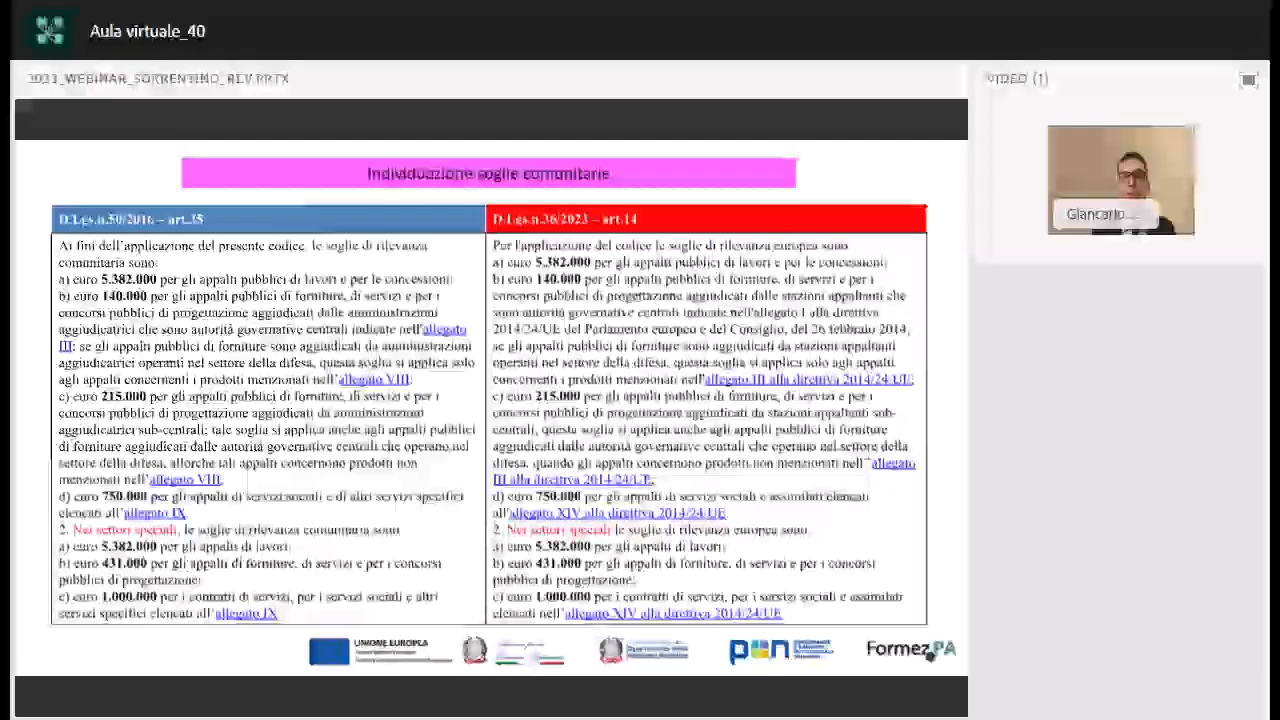 Aula virtuale_40
2023_WEBINAR_SORRENTINO_REV.PPTX
VIDEO (1)
Giancarlo ...
Individuazione soglie comunitarie
D.Lgs.n.50/2016 – art.35
Ai fini dell'applicazione del presente codice, le soglie di rilevanza
comunitaria sono:
a) euro 5.382.000 per gli appalti pubblici di lavori e per le concessioni;
b) euro 140.000 per gli appalti pubblici di forniture, di servizi e per i
concorsi pubblici di progettazione aggiudicati dalle amministrazioni
aggiudicatrici che sono autorità governative centrali indicate nell'allegato
III; se gli appalti pubblici di forniture sono aggiudicati da amministrazioni
aggiudicatrici operanti nel settore della difesa, questa soglia si applica solo
agli appalti concernenti i prodotti menzionati nell'allegato VIII;
c) euro 215.000 per gli appalti pubblici di forniture, di servizi e per i
concorsi pubblici di progettazione aggiudicati da amministrazioni
aggiudicatrici sub-centrali; tale soglia si applica anche agli appalti pubblici
di forniture aggiudicati dalle autorità governative centrali che operano nel
settore della difesa, allorché tali appalti concernono prodotti non
menzionati nell'allegato VIII;
d) euro 750.000 per gli appalti di servizi sociali e di altri servizi specifici
elencati all'allegato IX
2. Nei settori speciali, le soglie di rilevanza comunitaria sono
a) euro 5.382.000 per gli appalti di lavori;
b) euro 431.000 per gli appalti di forniture, di servizi e per i concorsi
pubblici di progettazione;
c) euro 1.000.000 per i contratti di servizi, per i servizi sociali e altri
servizi specifici elencati all'allegato IX
D.Lgs.n.36/2023 – art.14
Per l'applicazione del codice le soglie di rilevanza europea sono
a) euro 5.382.000 per gli appalti pubblici di lavori e per le concessioni;
b) euro 140.000 per gli appalti pubblici di forniture, di servizi e per i
concorsi pubblici di progettazione aggiudicati dalle stazioni appaltanti che
sono autorità governative centrali indicate nell'allegato I alla direttiva
2014/24/UE del Parlamento europeo e del Consiglio, del 26 febbraio 2014;
se gli appalti pubblici di forniture sono aggiudicati da stazioni appaltanti
operanti nel settore della difesa, questa soglia si applica solo agli appalti
concernenti i prodotti menzionati nell'allegato III alla direttiva 2014/24/UE;
c) euro 215.000 per gli appalti pubblici di forniture, di servizi e per i
concorsi pubblici di progettazione aggiudicati da stazioni appaltanti sub-
centrali; questa soglia si applica anche agli appalti pubblici di forniture
aggiudicati dalle autorità governative centrali che operano nel settore della
difesa, quando gli appalti concernono prodotti non menzionati nell'allegato
III alla direttiva 2014/24/UE;
d) euro 750.000 per gli appalti di servizi sociali e assimilati elencati
all'allegato XIV alla direttiva 2014/24/UE
2. Nei settori speciali le soglie di rilevanza europea sono
a) euro 5.382.000 per gli appalti di lavori;
b) euro 431.000 per gli appalti di forniture, di servizi e per i concorsi
pubblici di progettazione;
c) euro 1.000.000 per i contratti di servizi, per i servizi sociali e assimilati
elencati nell'allegato XIV alla direttiva 2014/24/UE
UNIONE EUROPEA
pon
Formez PA